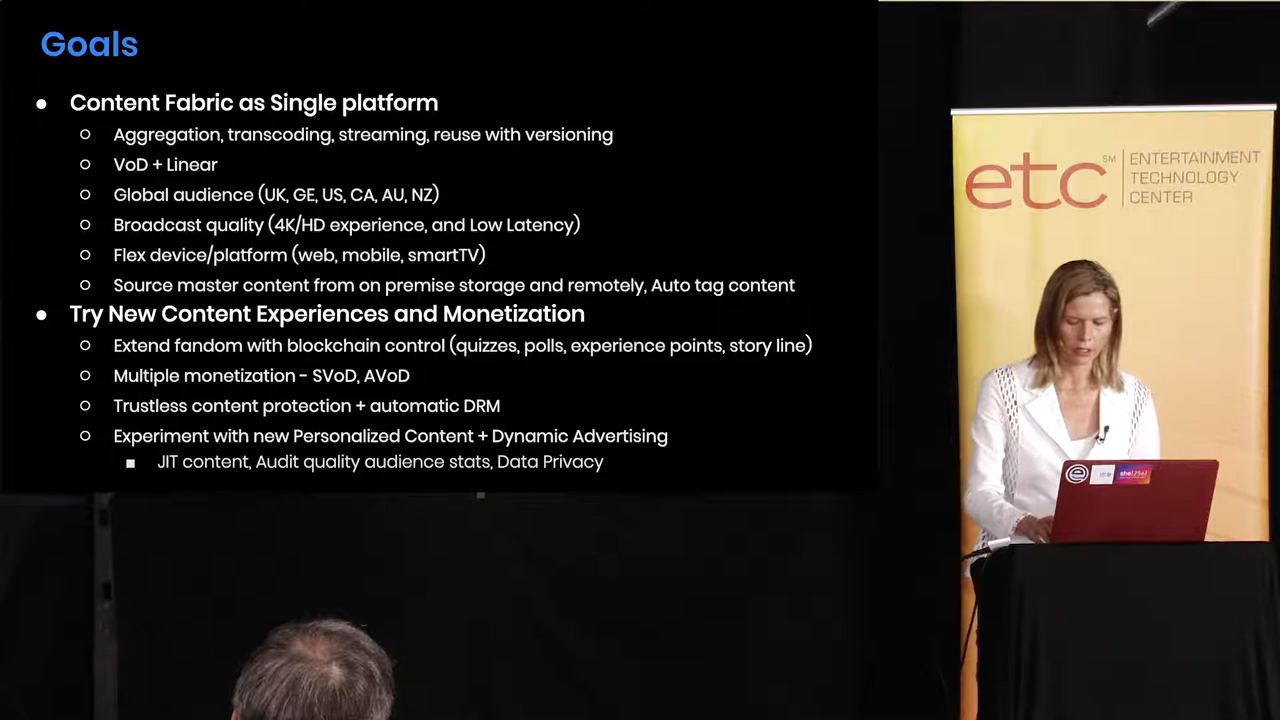 Goals
● Content Fabric as Single platform
○ Aggregation, transcoding, streaming, reuse with versioning
○ VoD + Linear
○ Global audience (UK, GE, US, CA, AU, NZ)
○ Broadcast quality (4K/HD experience, and Low Latency)
○ Flex device/platform (web, mobile, smartTV)
○ Source master content from on premise storage and remotely, Auto tag content
● Try New Content Experiences and Monetization
○ Extend fandom with blockchain control (quizzes, polls, experience points, story line)
○ Multiple monetization - SVoD, AVoD
○ Trustless content protection + automatic DRM
○ Experiment with new Personalized Content + Dynamic Advertising
■ JIT content, Audit quality audience stats, Data Privacy
etc SM
ENTERTAINMENT
TECHNOLOGY
CENTER
she[256]